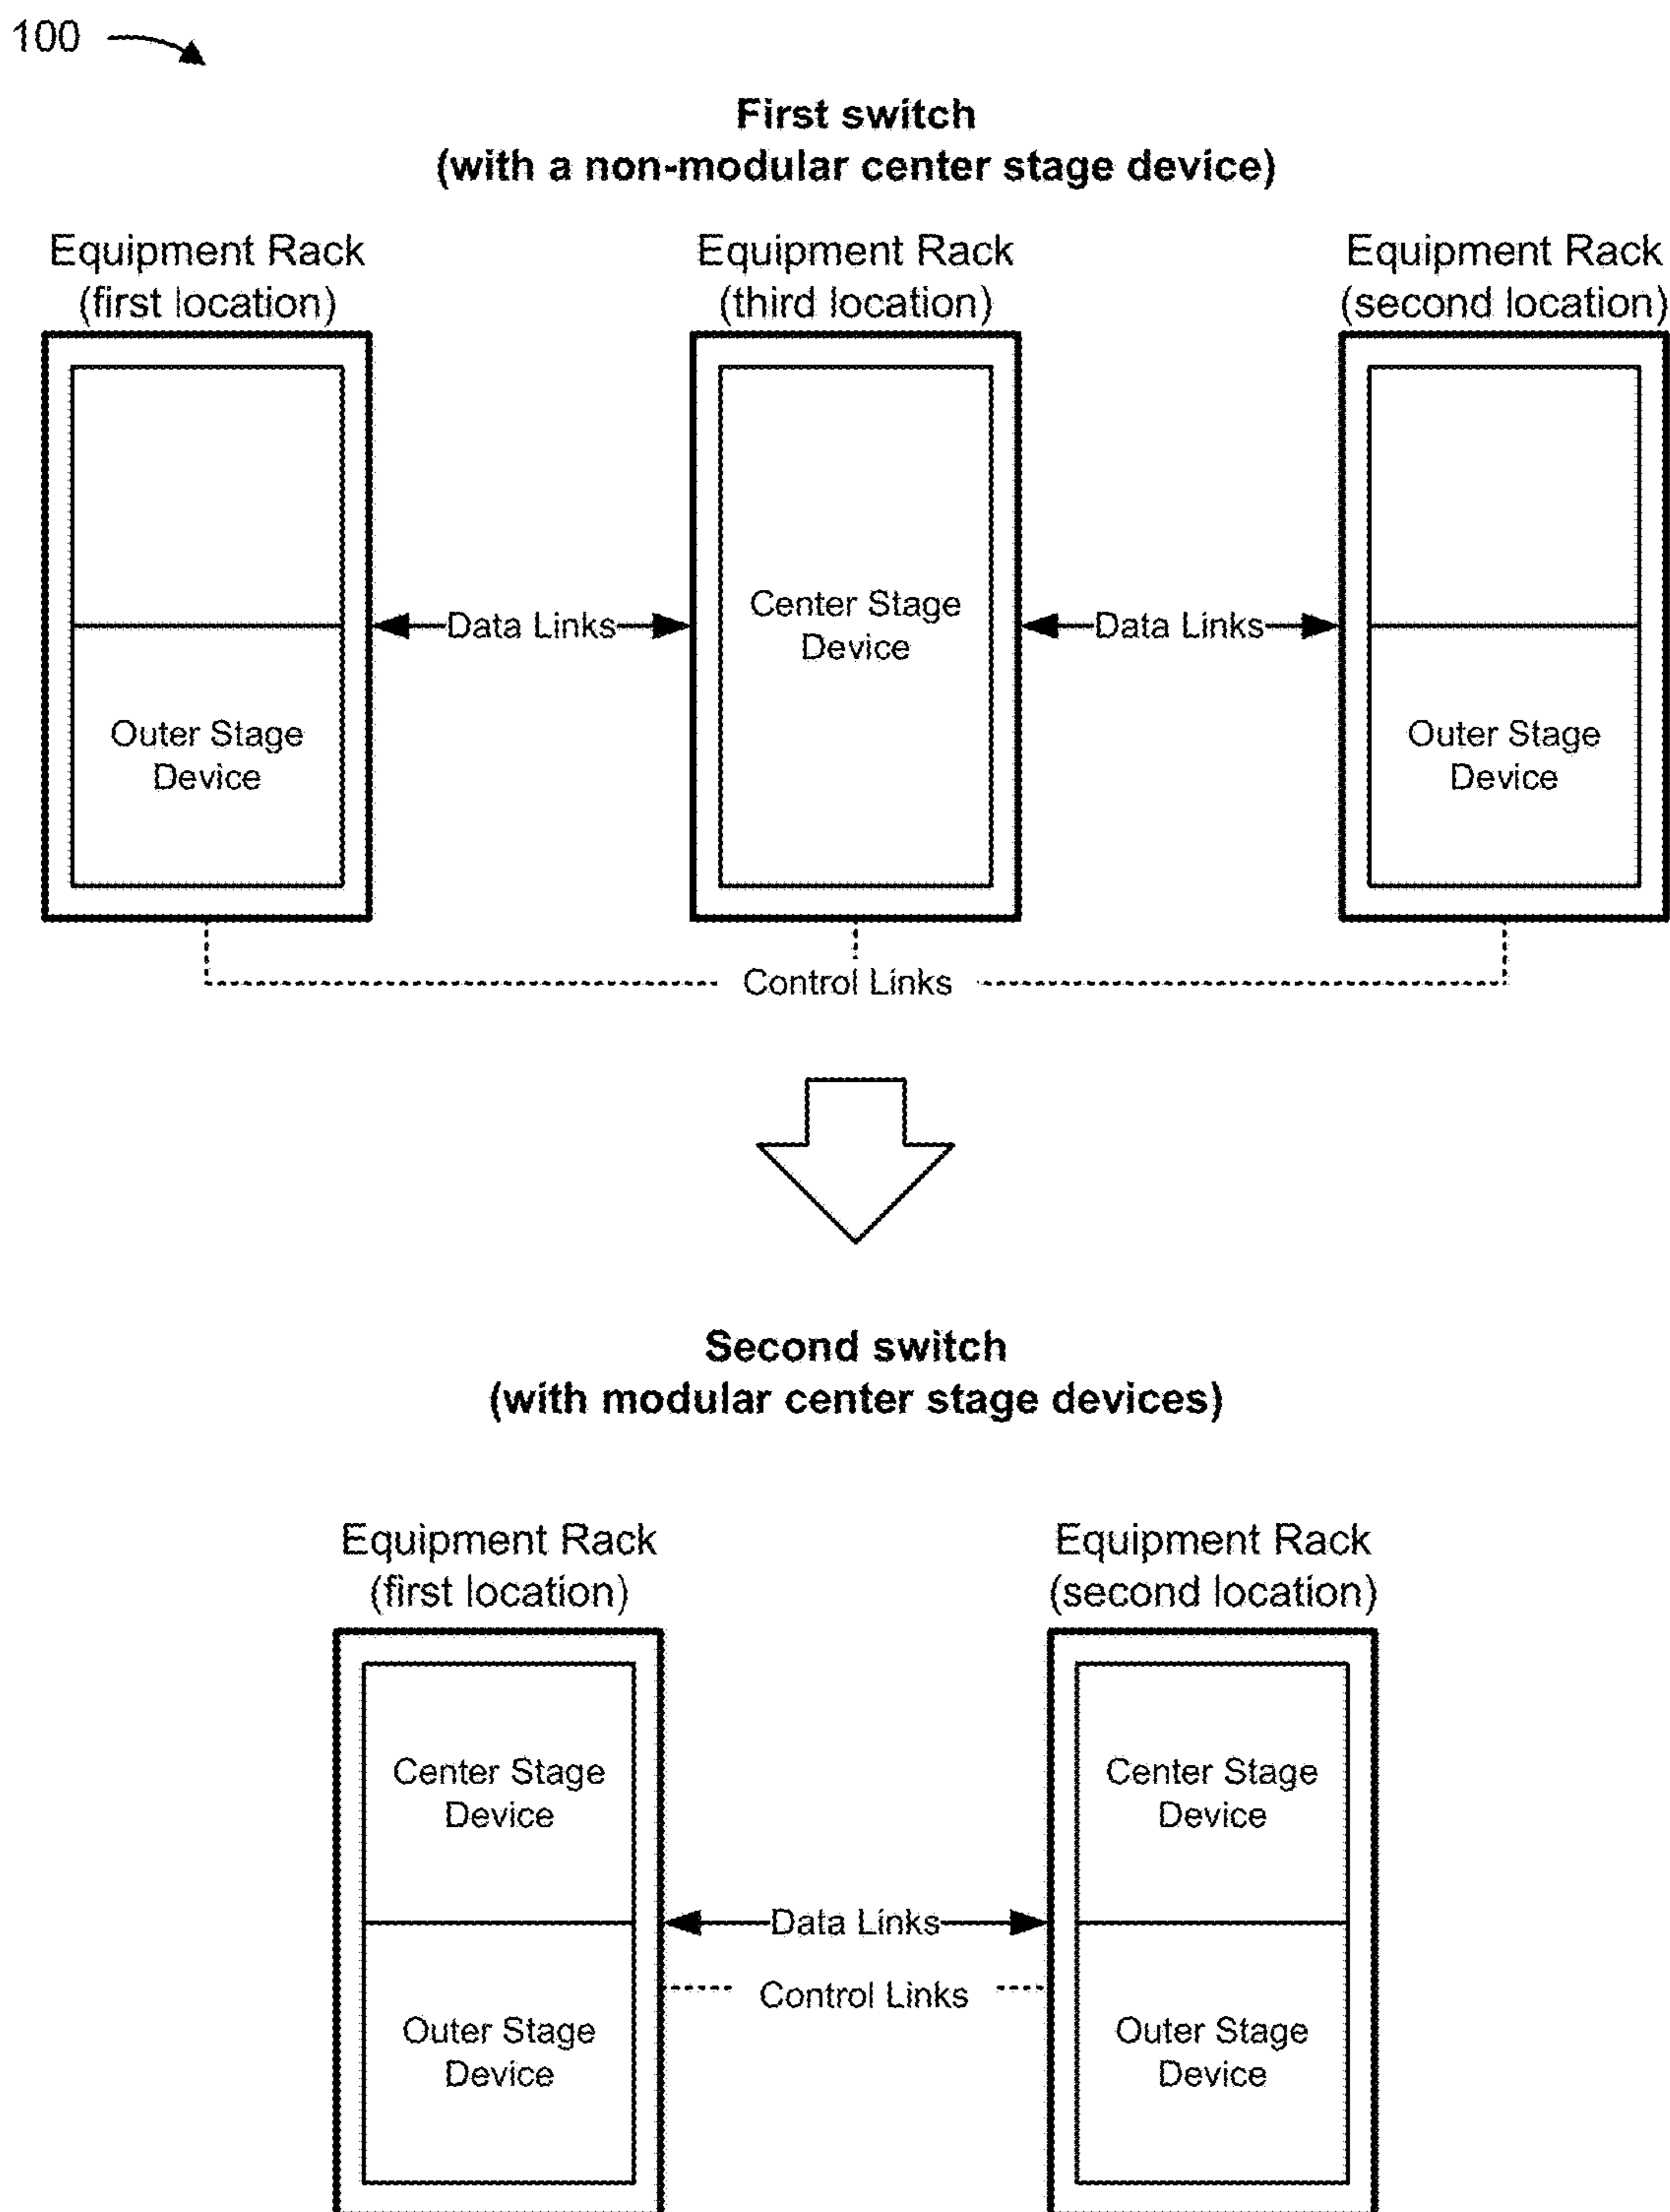 100
First switch
(with a non-modular center stage device)
Equipment Rack
(first location)
Equipment Rack
(third location)
Equipment Rack
(second location)
Data Links
Center Stage
Device
Data Links
Outer Stage
Device
Outer Stage
Device
Control Links
Second switch
(with modular center stage devices)
Equipment Rack
(first location)
Equipment Rack
(second location)
Center Stage
Device
Center Stage
Device
Data Links
Control Links
Outer Stage
Device
Outer Stage
Device